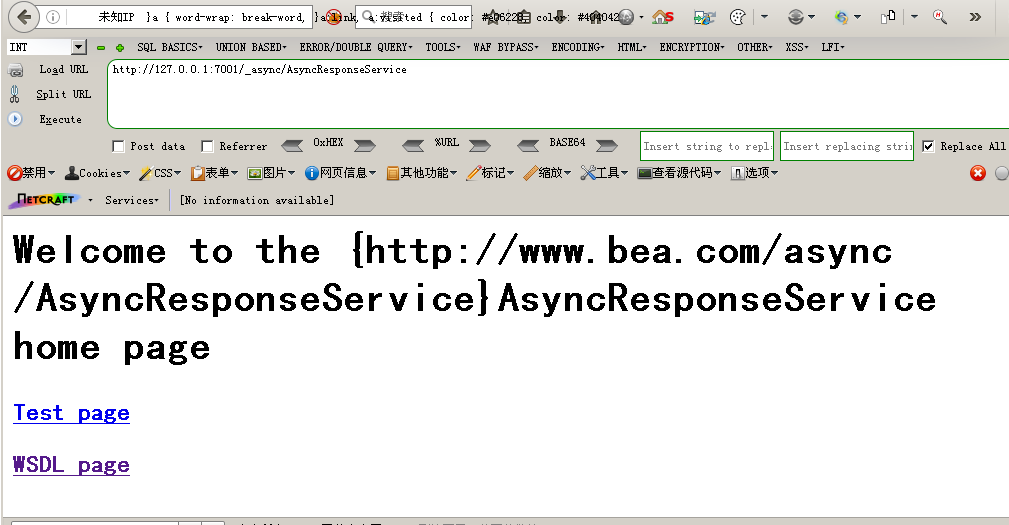 未知IP }a { word-wrap: break-word, }a:link, a: ted { color: # color: #404042
INT SQL BASICS▾ UNION BASED▾ ERROR/DOUBLE QUERY▾ TOOLS▾ WAF BYPASS▾ ENCODING▾ HTML▾ ENCRYPTION▾ OTHER▾ XSS▾ LFI▾
Load URL http://127.0.0.1:7001/_async/AsyncResponseService
Split URL
Execute
Post data Referrer 0xHEX %URL BASE64 Insert string to repl Insert replacing strin Replace All
禁用▾ Cookies▾ CSS▾ 表单▾ 图片▾ 网页信息▾ 其他功能▾ 标记▾ 缩放▾ 工具▾ 查看源代码▾ 选项▾
NETCRAFT ▾ Services▾ [No information available]
Welcome to the {http://www.bea.com/async
/AsyncResponseService}AsyncResponseService
home page
Test page
WSDL page